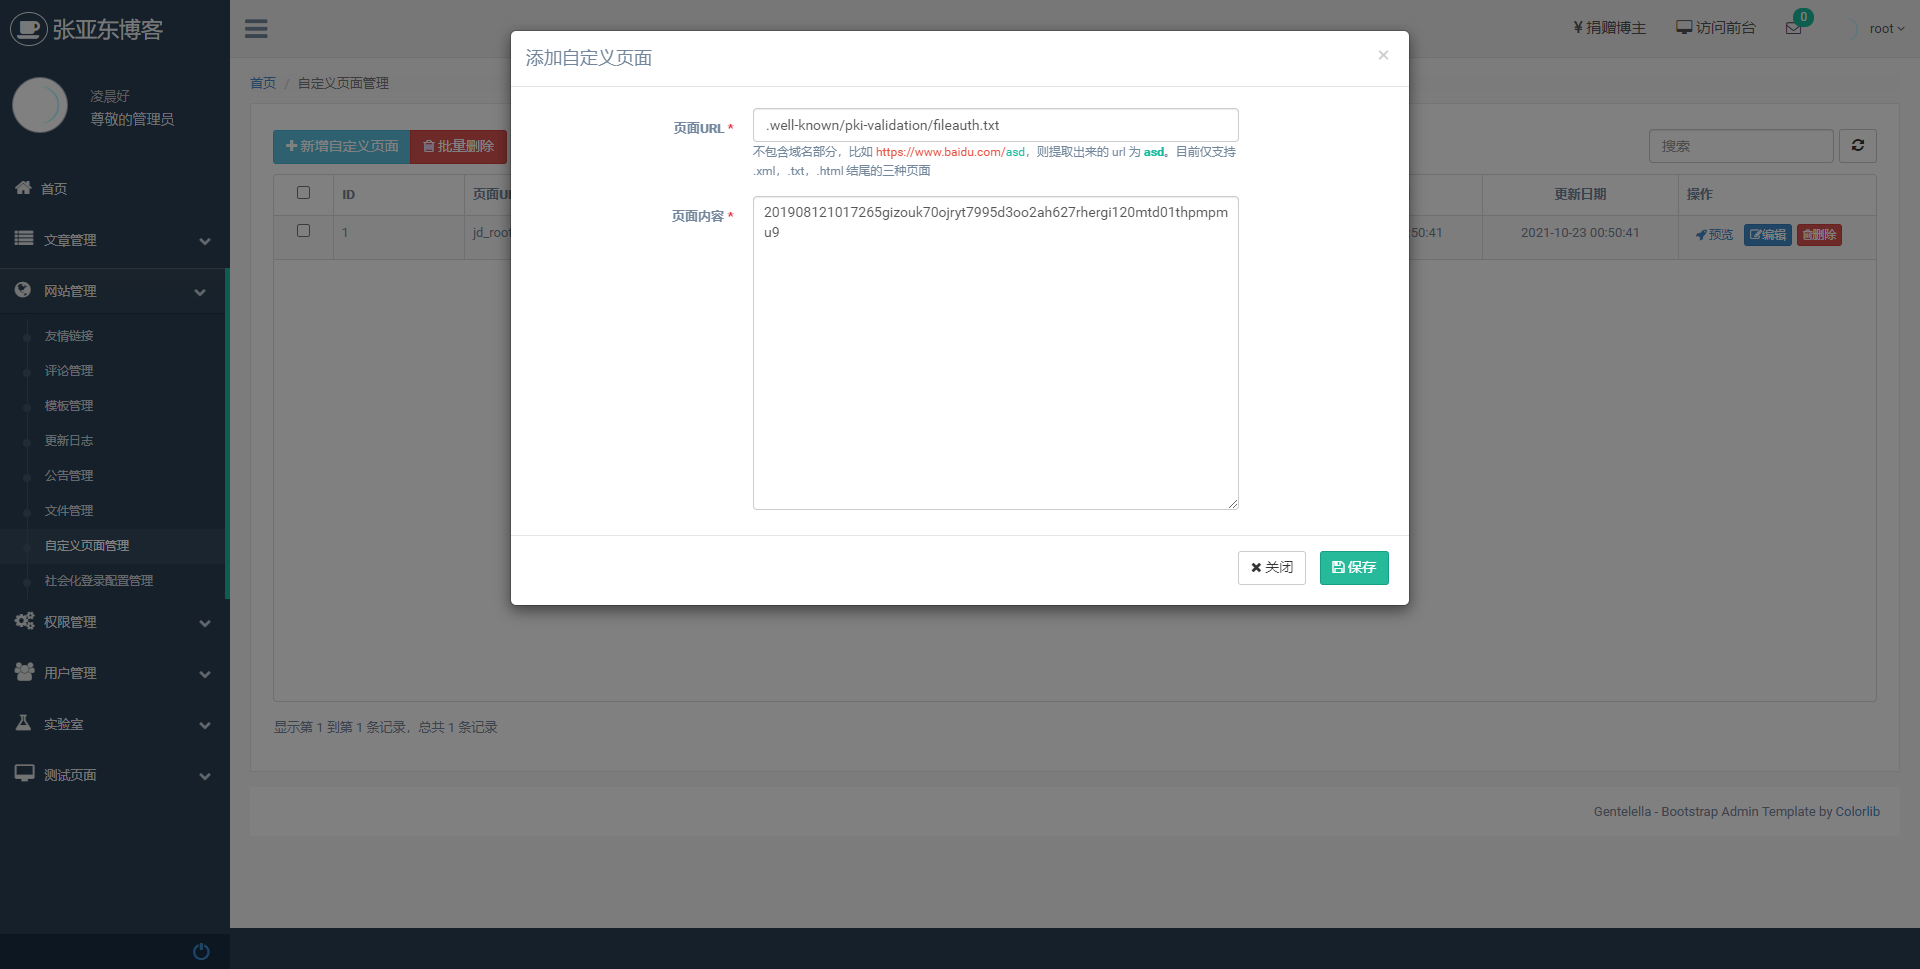 张亚东博客
凌晨好
尊敬的管理员
首页
文章管理
网站管理
友情链接
评论管理
模板管理
更新日志
公告管理
文件管理
自定义页面管理
社会化登录配置管理
权限管理
用户管理
实验室
测试页面
¥捐赠博主 访问前台 0 root
首页 / 自定义页面管理
新增自定义页面 批量删除 搜索
ID 页面 更新日期 操作
1 jd_roo :50:41 2021-10-23 00:50:41 预览 编辑 删除
显示第 1 到第 1 条记录，总共 1 条记录
Gentelella - Bootstrap Admin Template by Colorlib
添加自定义页面 ×
页面URL * .well-known/pki-validation/fileauth.txt
不包含域名部分，比如 https://www.baidu.com/asd，则提取出来的 url 为 asd。目前仅支持
.xml，.txt，.html 结尾的三种页面
页面内容 * 201908121017265gizouk70ojryt7995d3oo2ah627rhergi120mtd01thpmpm
u9
关闭 保存